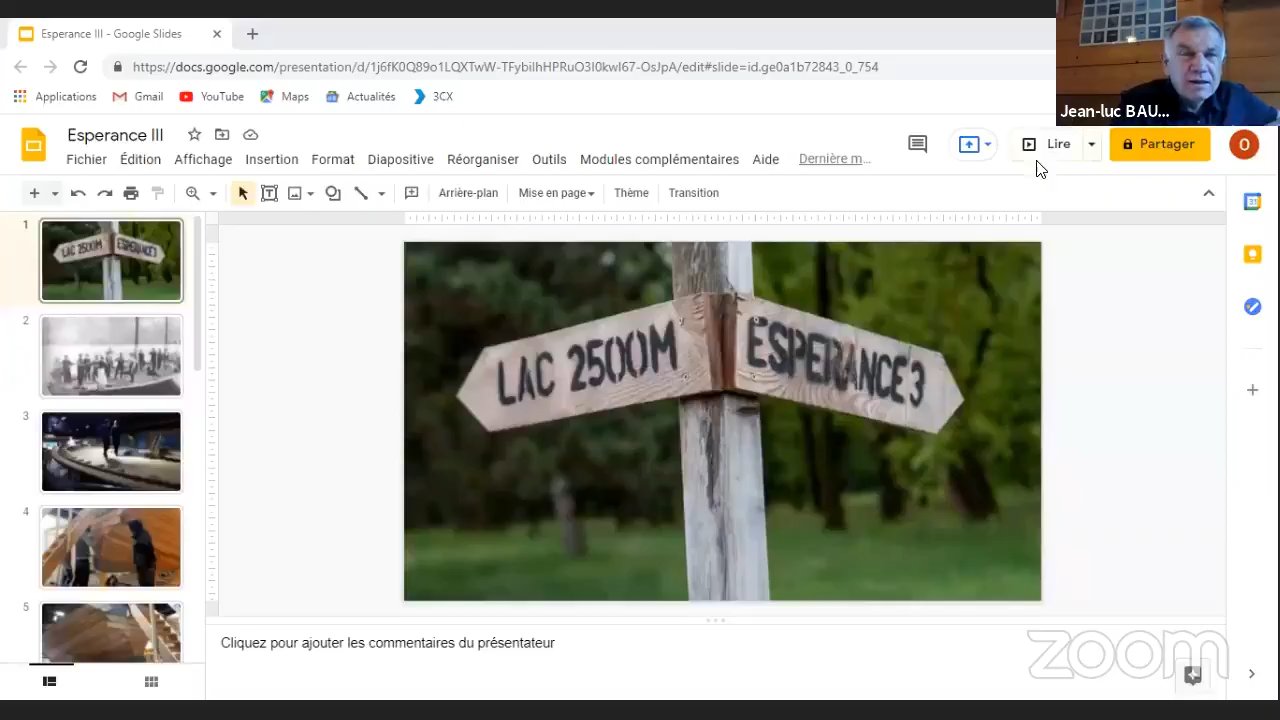 Esperance III - Google Slides
https://docs.google.com/presentation/d/1j6fK0Q89o1LQXTwW-TFybilhHPRuO3I0kwI67-OsJpA/edit#slide=id.ge0a1b72843_0_754
Applications Gmail YouTube Maps Actualités 3CX
Jean-luc BAU...
Esperance III
Lire Partager O
Fichier Édition Affichage Insertion Format Diapositive Réorganiser Outils Modules complémentaires Aide Dernière m...
Arrière-plan Mise en page Thème Transition
1
2
3
4
5
LAC 2500M
ESPERANCE3
Cliquez pour ajouter les commentaires du présentateur
zoom